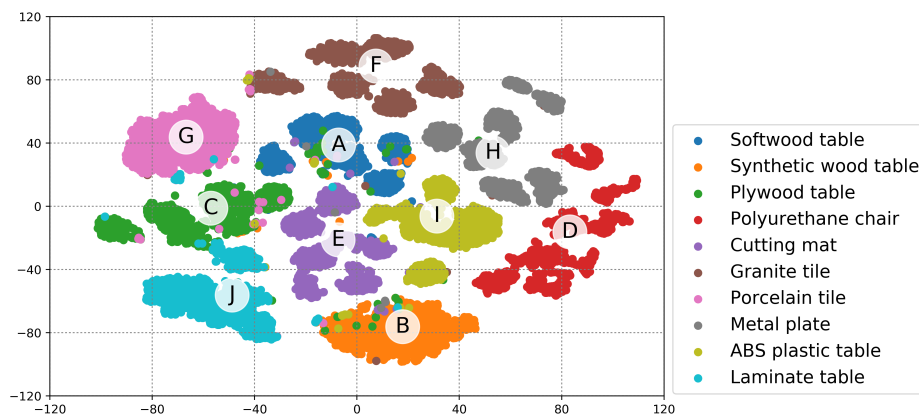 120
80
40
0
−40
−80
−120
−120 −80 −40 0 40 80 120
F
G
A
H
C
I
D
E
J
B
Softwood table
Synthetic wood table
Plywood table
Polyurethane chair
Cutting mat
Granite tile
Porcelain tile
Metal plate
ABS plastic table
Laminate table